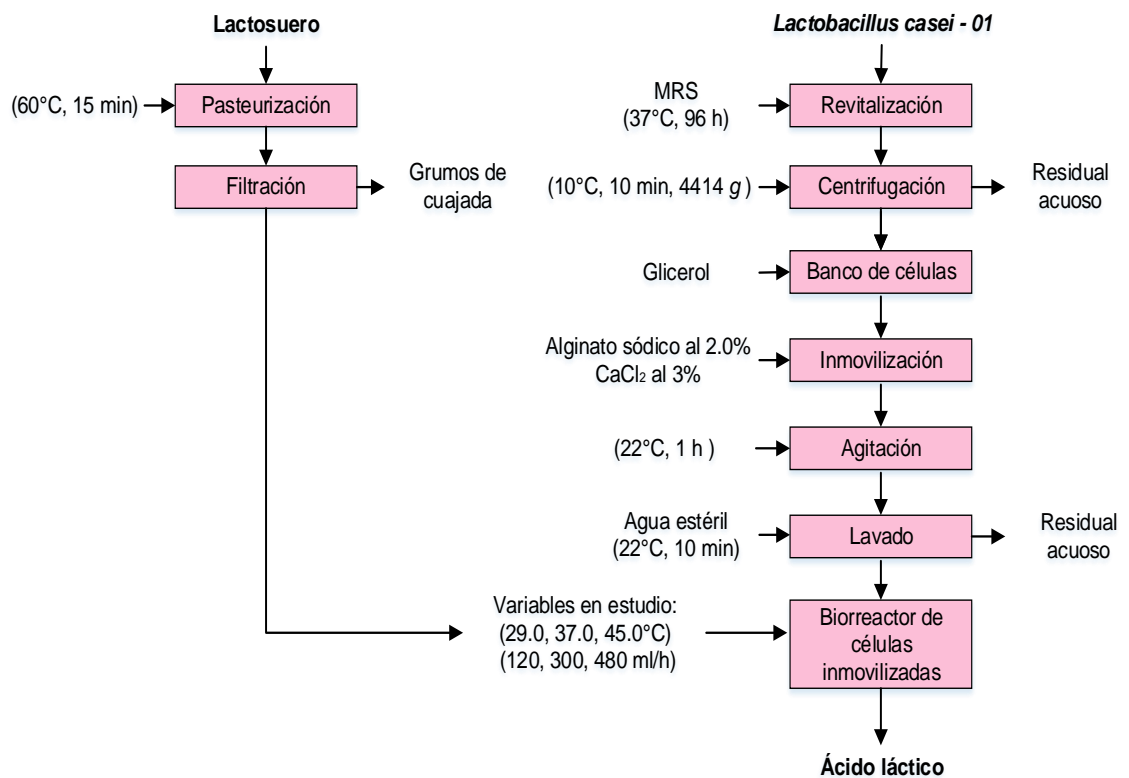 Lactosuero
(60°C, 15 min)
Pasteurización
Filtración
Grumos de
cuajada
Lactobacillus casei - 01
MRS
(37°C, 96 h)
Revitalización
(10°C, 10 min, 4414 g)
Centrifugación
Residual
acuoso
Glicerol
Banco de células
Alginato sódico al 2.0%
CaCl₂ al 3%
Inmovilización
(22°C, 1 h )
Agitación
Agua estéril
(22°C, 10 min)
Lavado
Residual
acuoso
Variables en estudio:
(29.0, 37.0, 45.0°C)
(120, 300, 480 ml/h)
Biorreactor de
células
inmovilizadas
Ácido láctico